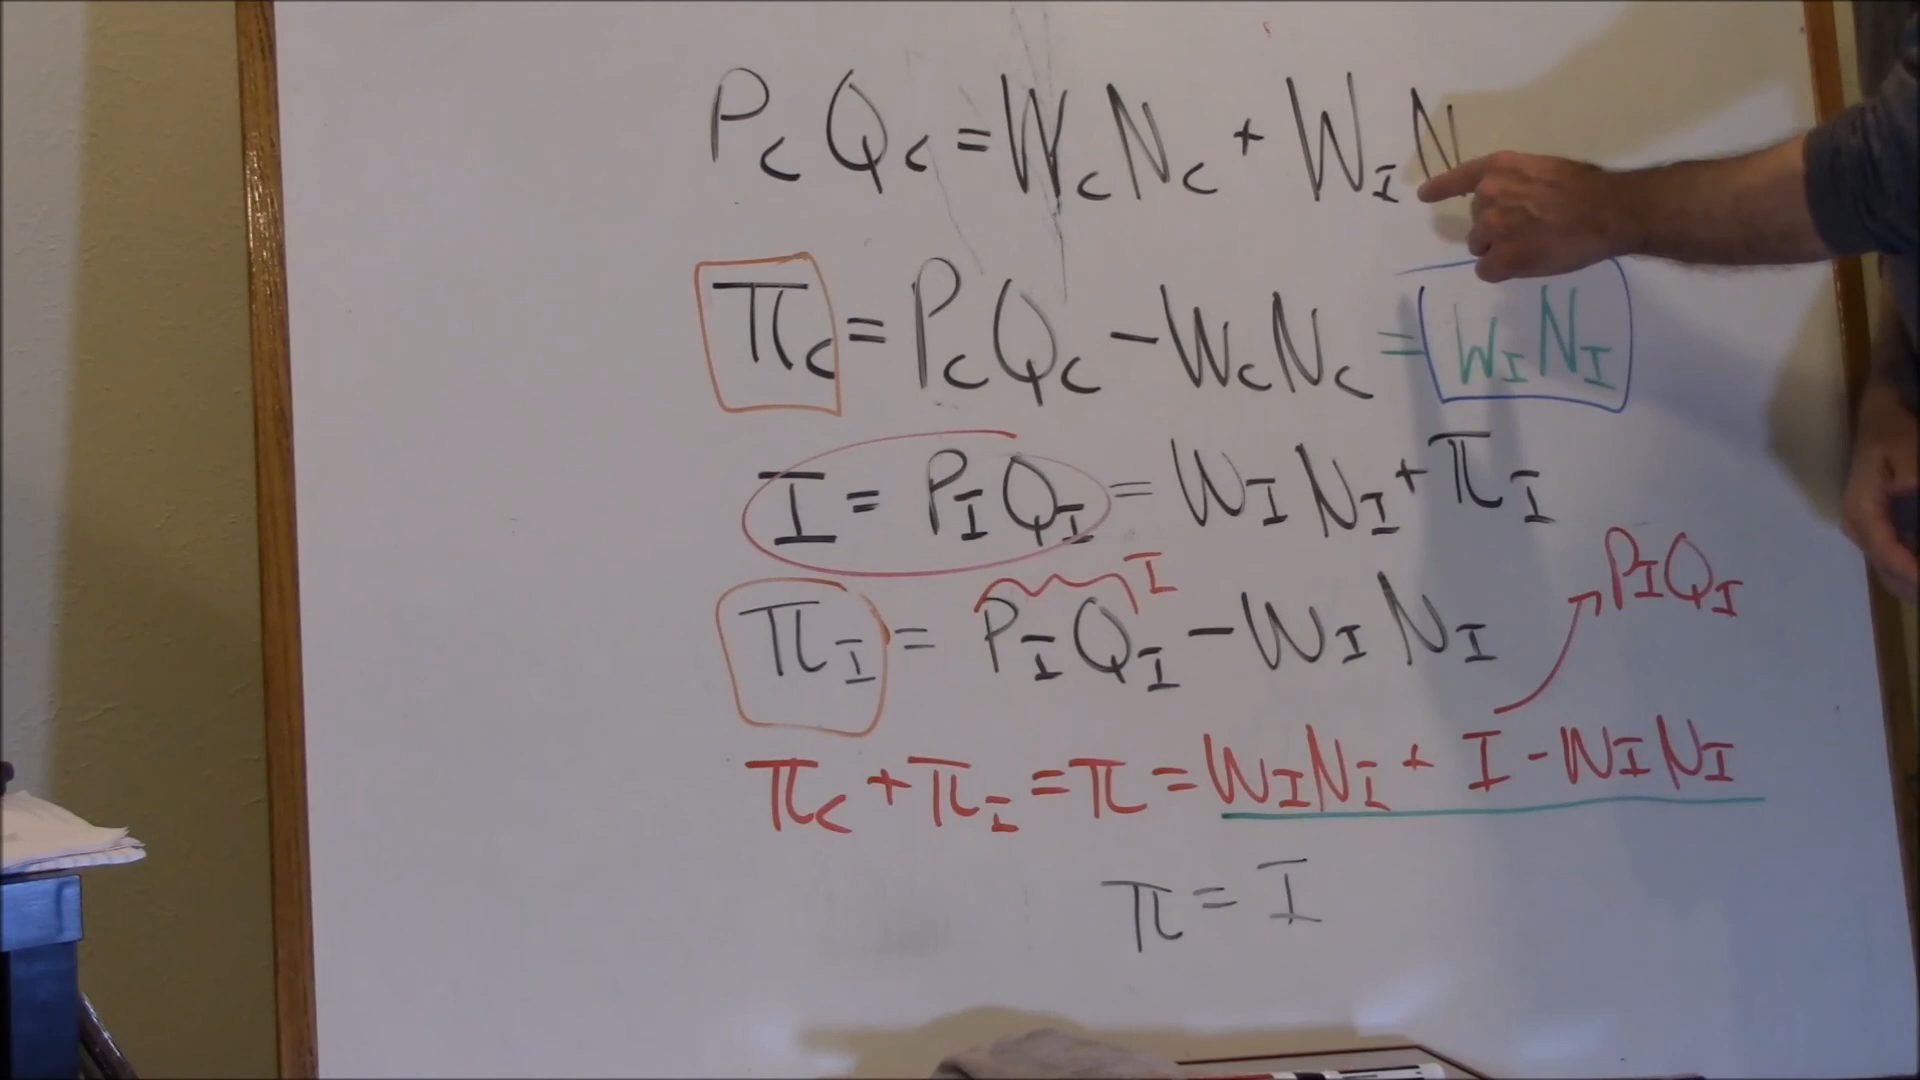 P_C Q_C = W_C N_C + W_I N
π_C = P_C Q_C - W_C N_C = W_I N_I
I = P_I Q_I = W_I N_I + π_I
I
P_I Q_I
π_I = P_I Q_I - W_I N_I
π_C + π_I = π = W_I N_I + I - W_I N_I
π = I